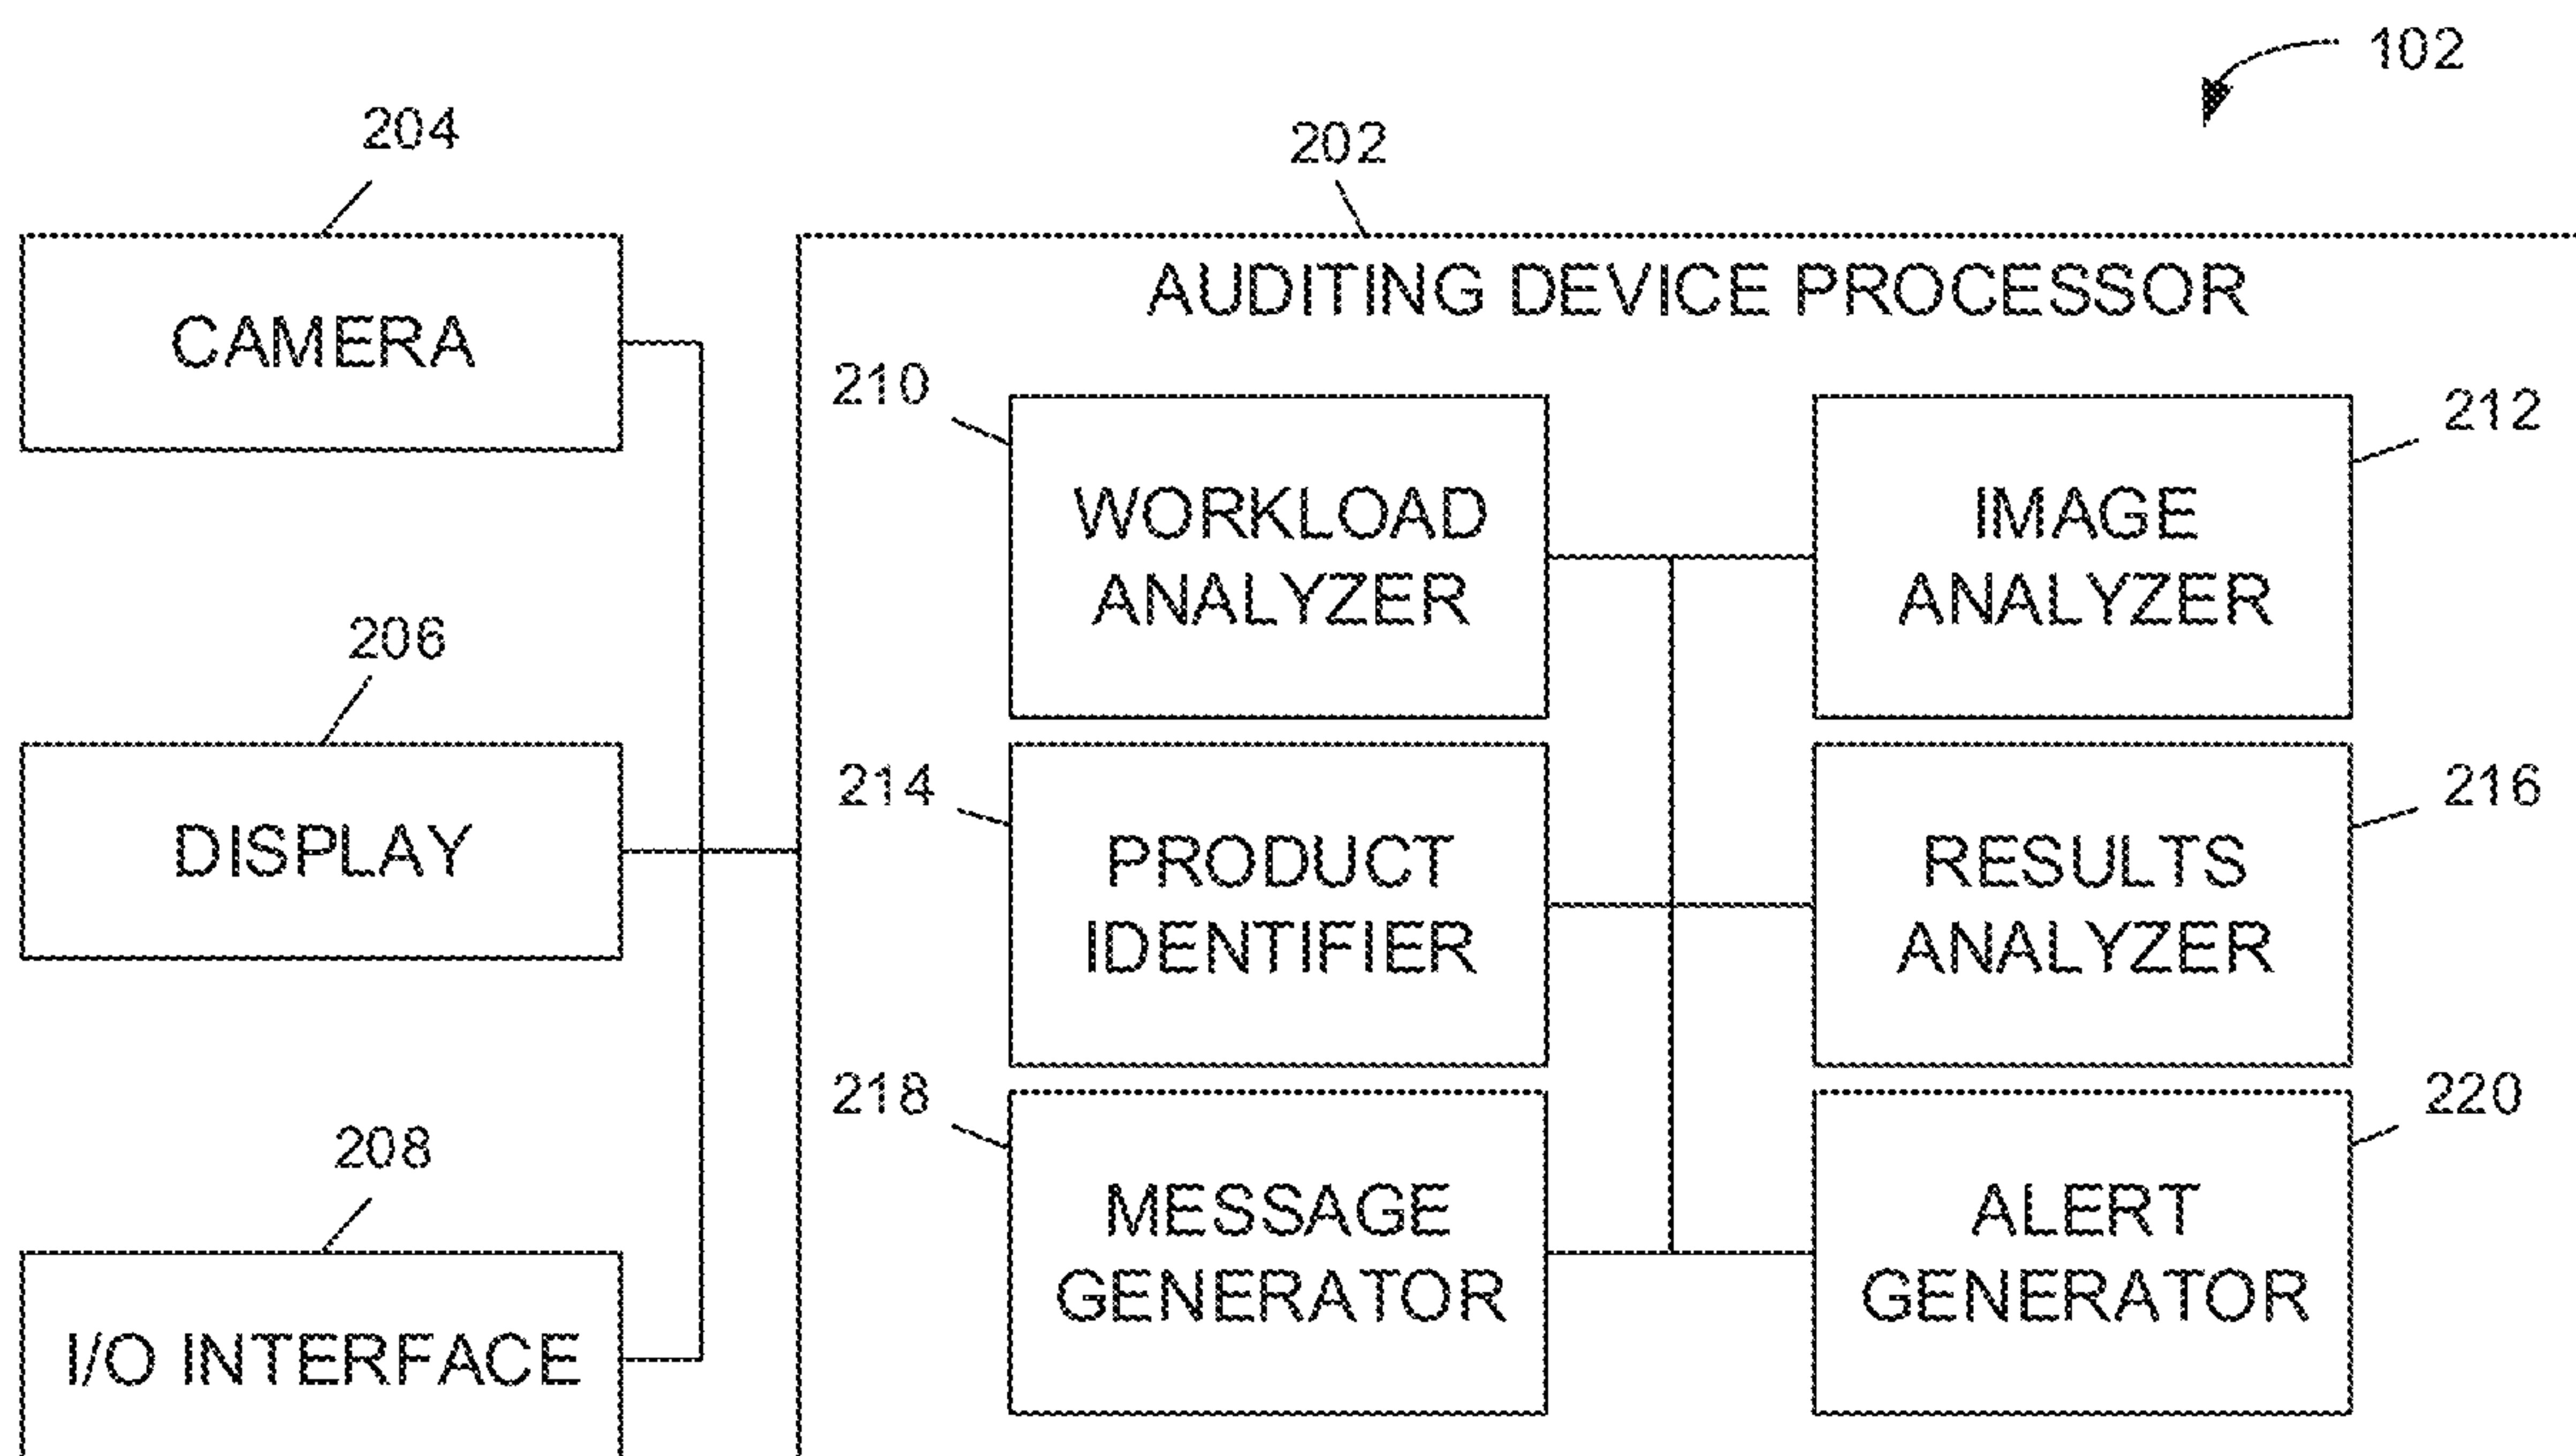 102
204
202
CAMERA
AUDITING DEVICE PROCESSOR
210
212
WORKLOAD
ANALYZER
IMAGE
ANALYZER
206
DISPLAY
214
216
PRODUCT
IDENTIFIER
RESULTS
ANALYZER
208
I/O INTERFACE
218
220
MESSAGE
GENERATOR
ALERT
GENERATOR